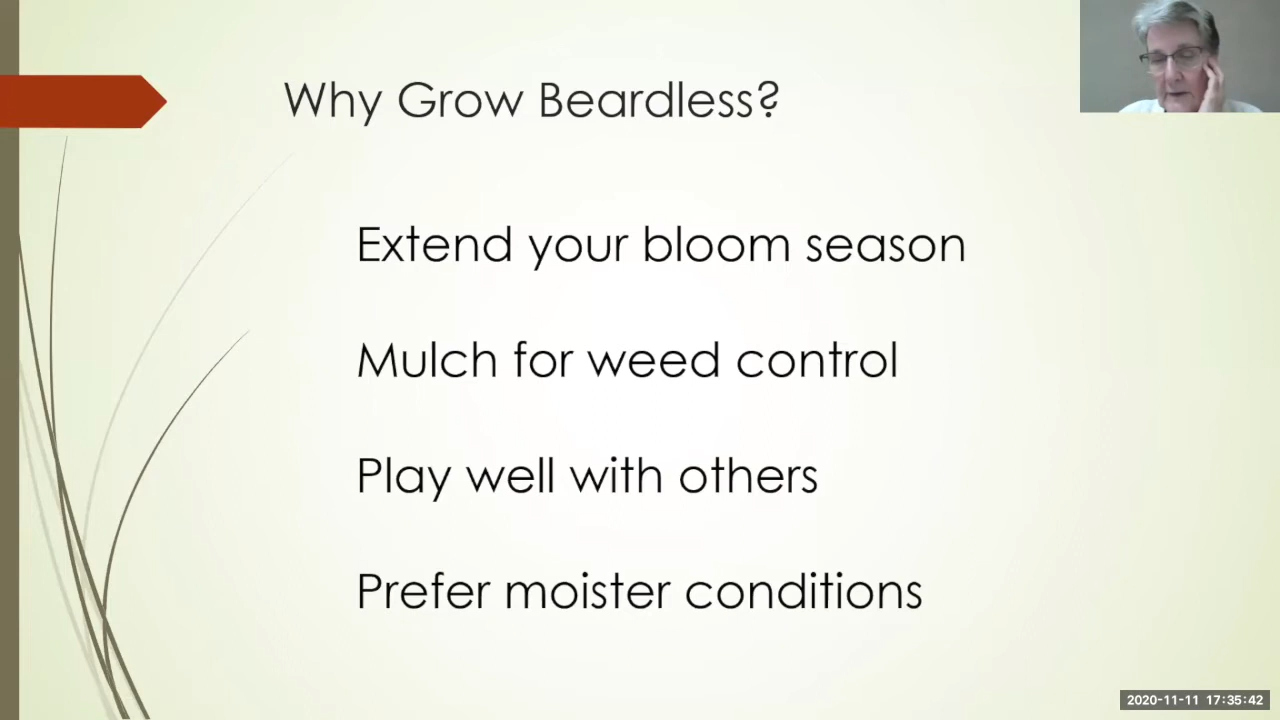 Why Grow Beardless?
Extend your bloom season
Mulch for weed control
Play well with others
Prefer moister conditions
2020-11-11 17:35:42